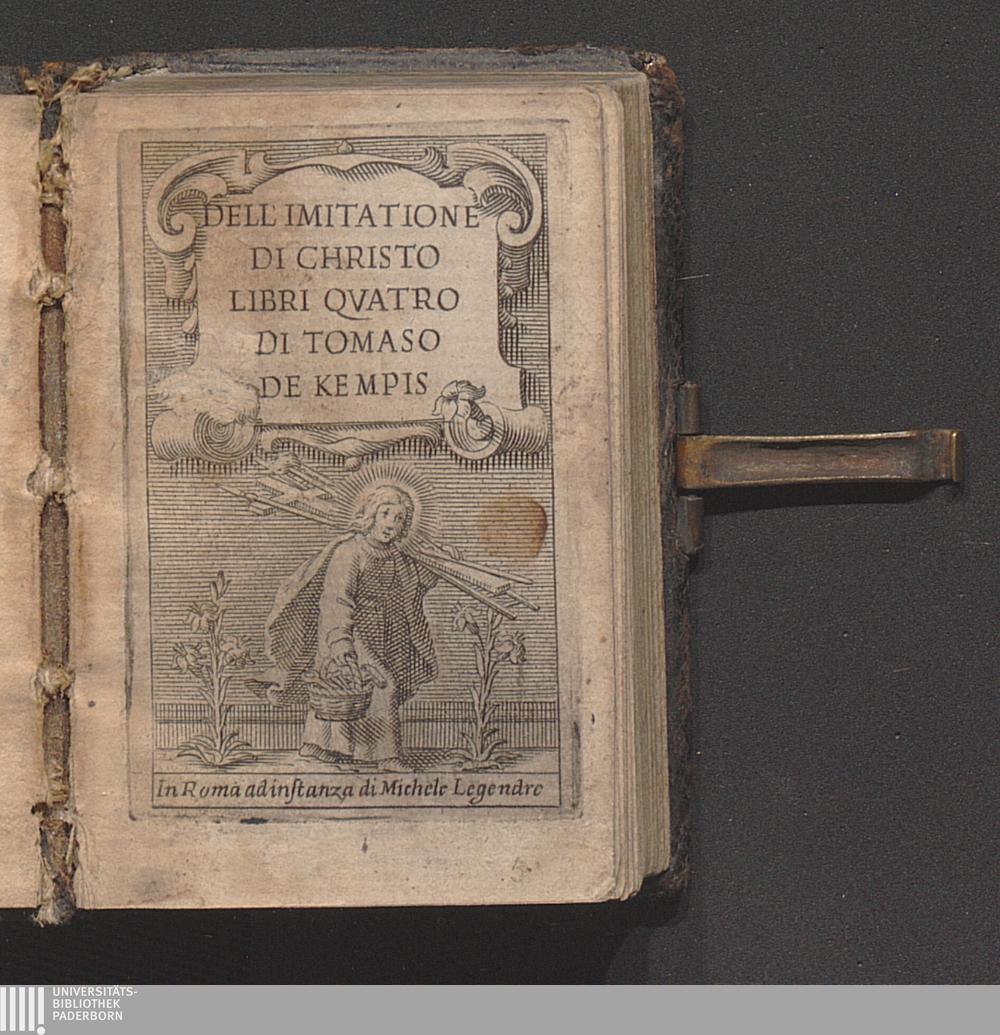 DELL' IMITATIONE
DI CHRISTO
LIBRI QVATRO
DI TOMASO
DE KEMPIS
In Roma ad inſtanza di Michele Legendre
UNIVERSITÄTS-
BIBLIOTHEK
PADERBORN